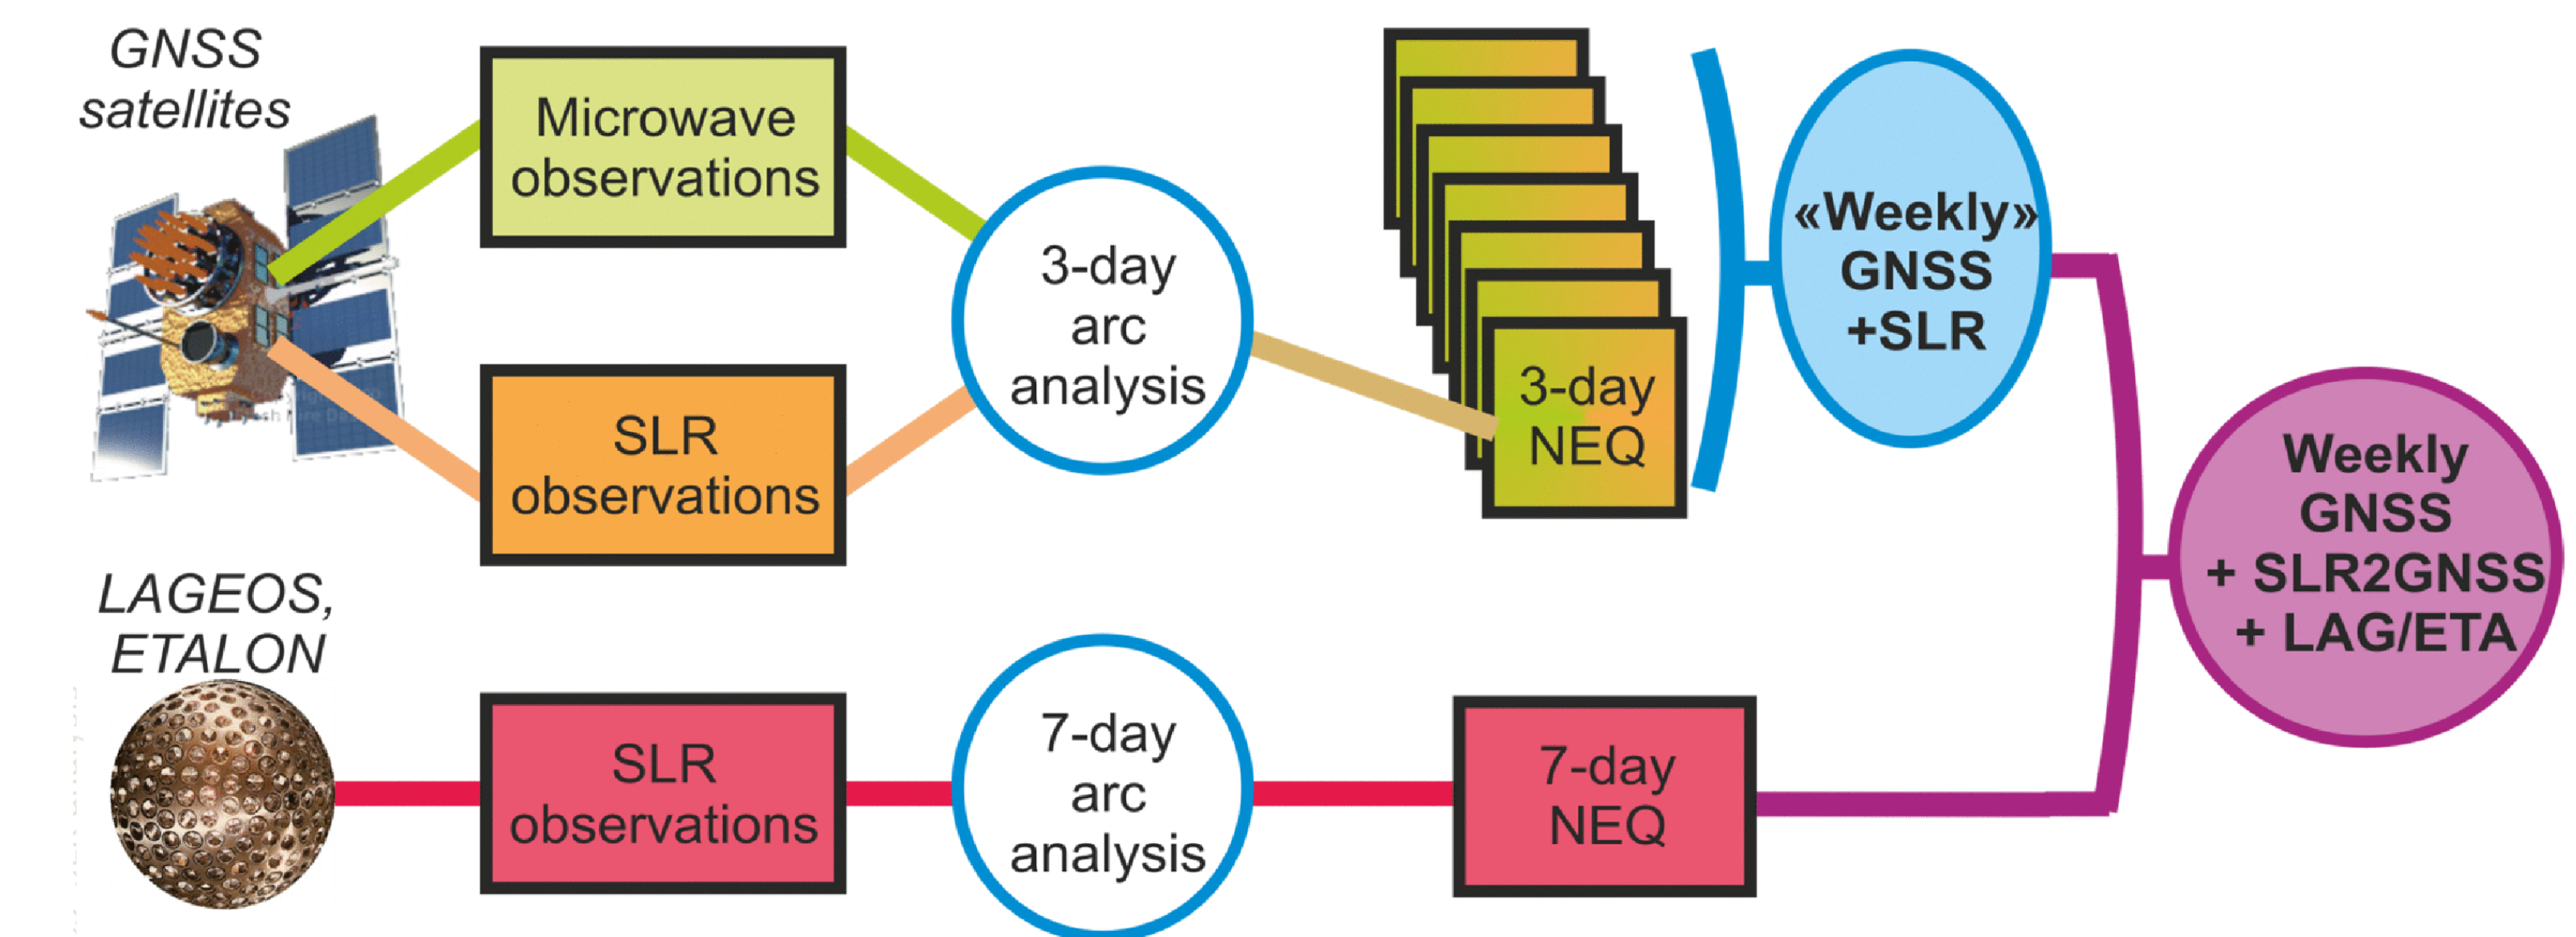 GNSS
satellites
Microwave
observations
SLR
observations
3-day
arc
analysis
3-day
NEQ
«Weekly»
GNSS
+SLR
Weekly
GNSS
+ SLR2GNSS
+ LAG/ETA
LAGEOS,
ETALON
SLR
observations
7-day
arc
analysis
7-day
NEQ